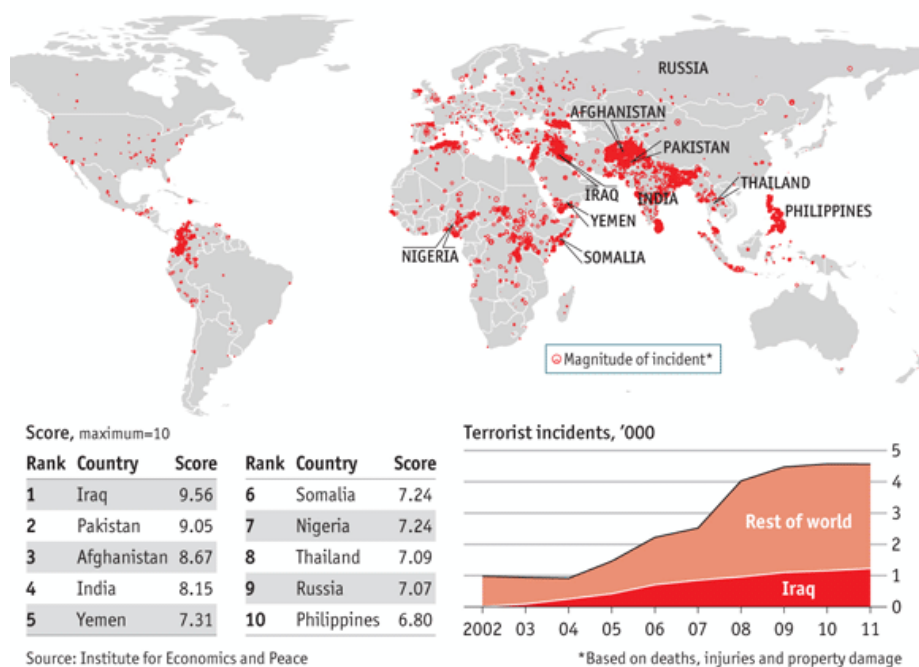 RUSSIA
AFGHANISTAN
PAKISTAN
THAILAND
IRAQ
INDIA
YEMEN
PHILIPPINES
NIGERIA
SOMALIA
Magnitude of incident*
Score, maximum=10
Rank Country Score
1 Iraq 9.56
2 Pakistan 9.05
3 Afghanistan 8.67
4 India 8.15
5 Yemen 7.31
Rank Country Score
6 Somalia 7.24
7 Nigeria 7.24
8 Thailand 7.09
9 Russia 7.07
10 Philippines 6.80
Terrorist incidents, '000
5
4
Rest of world
3
2
1
Iraq
0
2002 03 04 05 06 07 08 09 10 11
Source: Institute for Economics and Peace
*Based on deaths, injuries and property damage